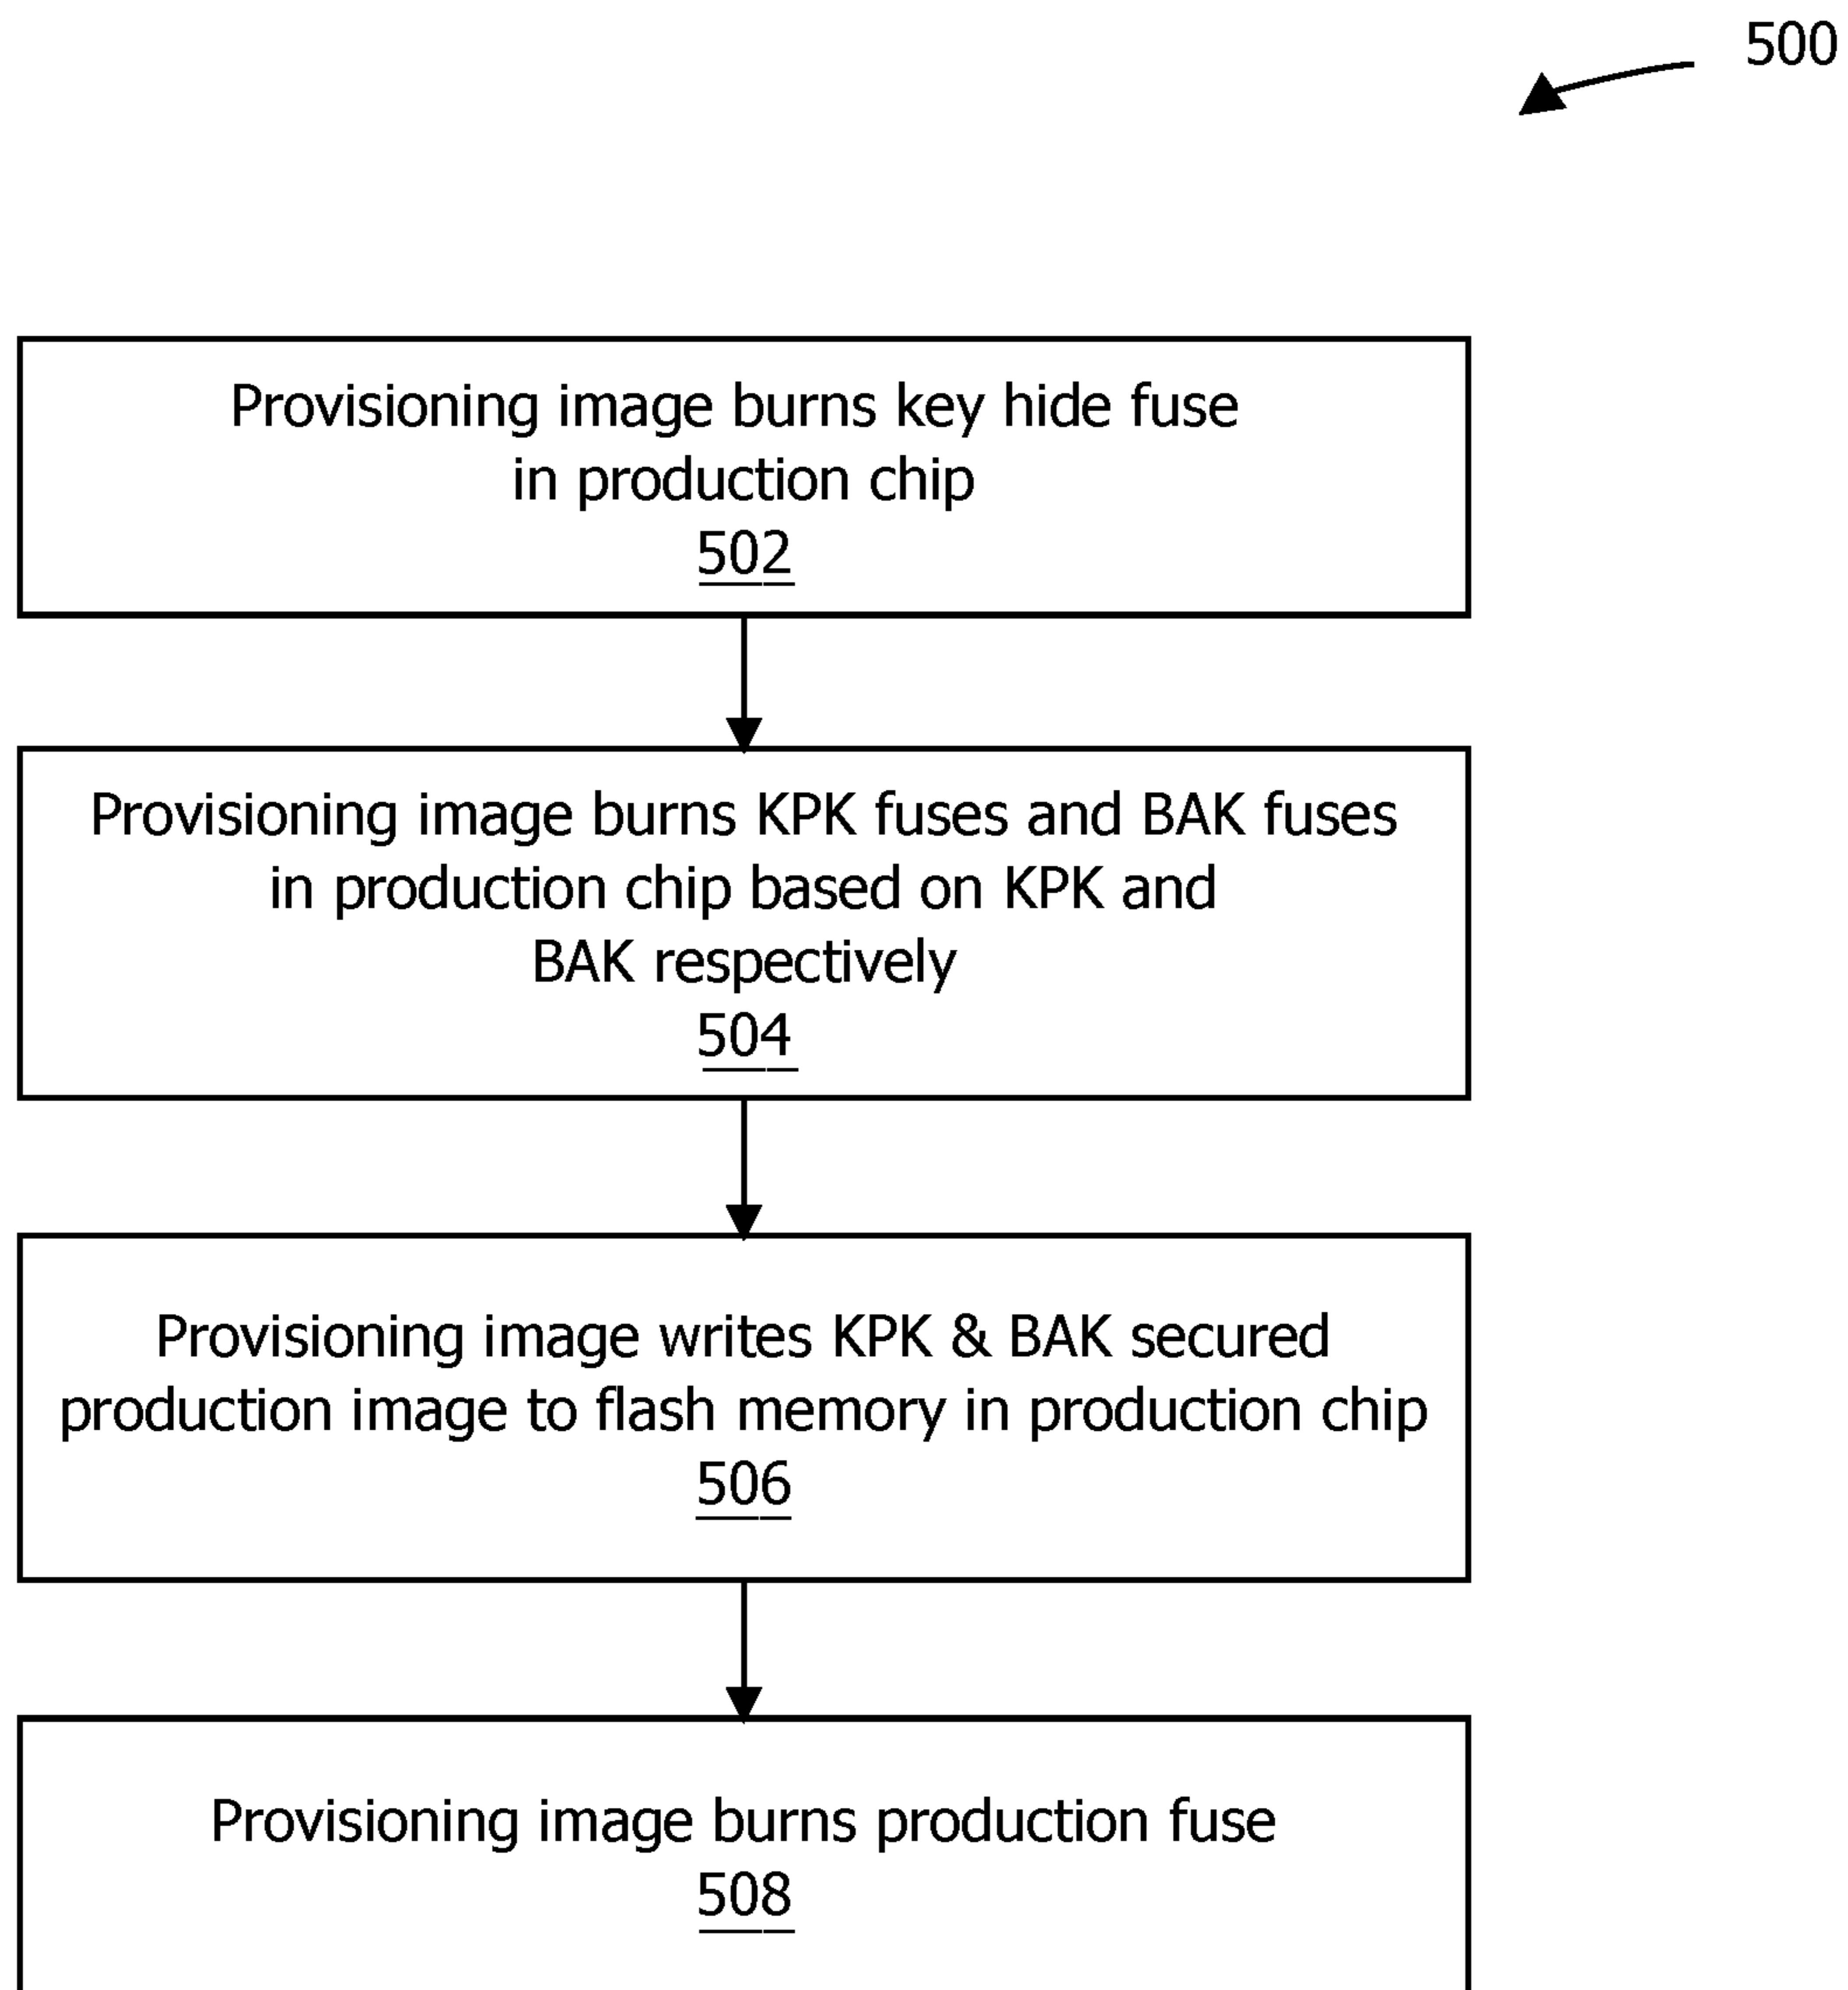 500
Provisioning image burns key hide fuse
in production chip
502
Provisioning image burns KPK fuses and BAK fuses
in production chip based on KPK and
BAK respectively
504
Provisioning image writes KPK & BAK secured
production image to flash memory in production chip
506
Provisioning image burns production fuse
508